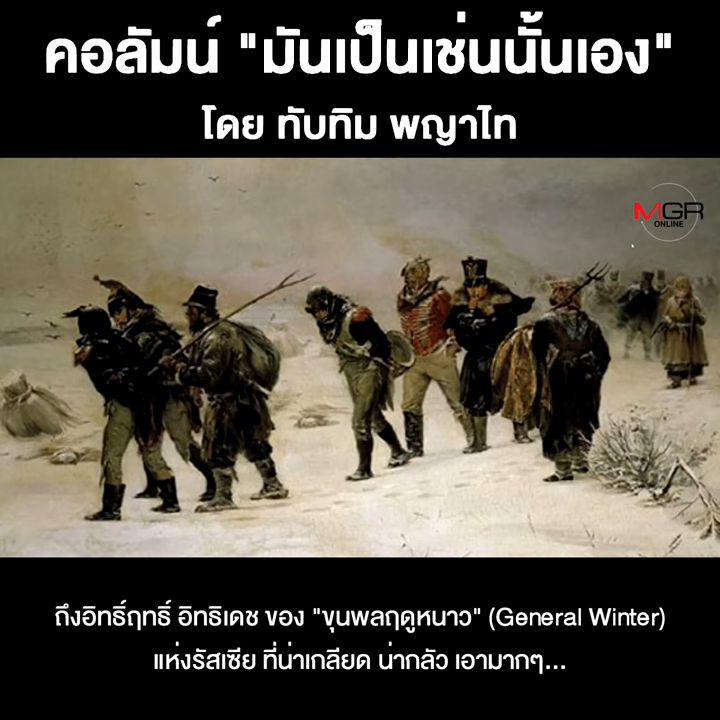 คอลัมน์ "มันเป็นเช่นนั้นเอง"
โดย ทับทิม พญาไท
MGR
ONLINE
ถึงอิทธิ์ฤทธิ์ อิทธิเดช ของ "ขุนพลฤดูหนาว" (General Winter)
แห่งรัสเซีย ที่น่าเกลียด น่ากลัว เอามากๆ...